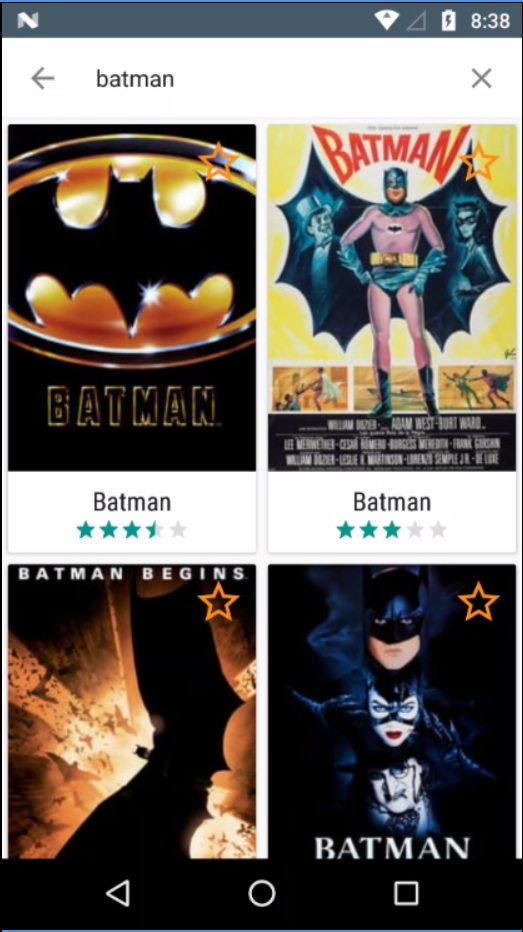 8:38
batman
BATMAN
Batman
BATMAN
WILLIAM DOZIER
ADAM WEST · BURT WARD
LEE MERIWETHER · CESAR ROMERO · BURGESS MEREDITH · FRANK GORSHIN
WILLIAM DOZIER · LESLIE H. MARTINSON · LORENZO SEMPLE JR. · DE LUXE
Batman
BATMAN BEGINS
BATMAN